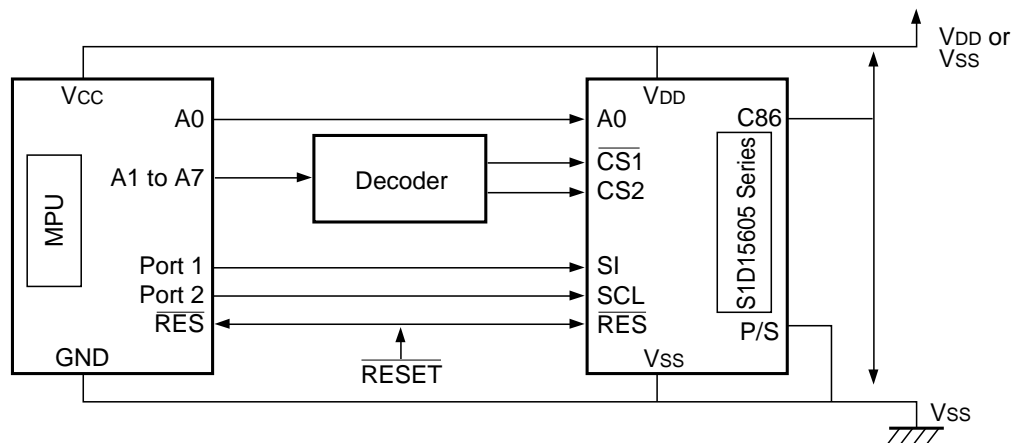 VDD or
VSS
VCC
VDD
A0
A0
C86
A1 to A7
Decoder
CS1
CS2
MPU
S1D15605 Series
Port 1
SI
Port 2
SCL
RES
RES
P/S
GND
RESET
VSS
VSS